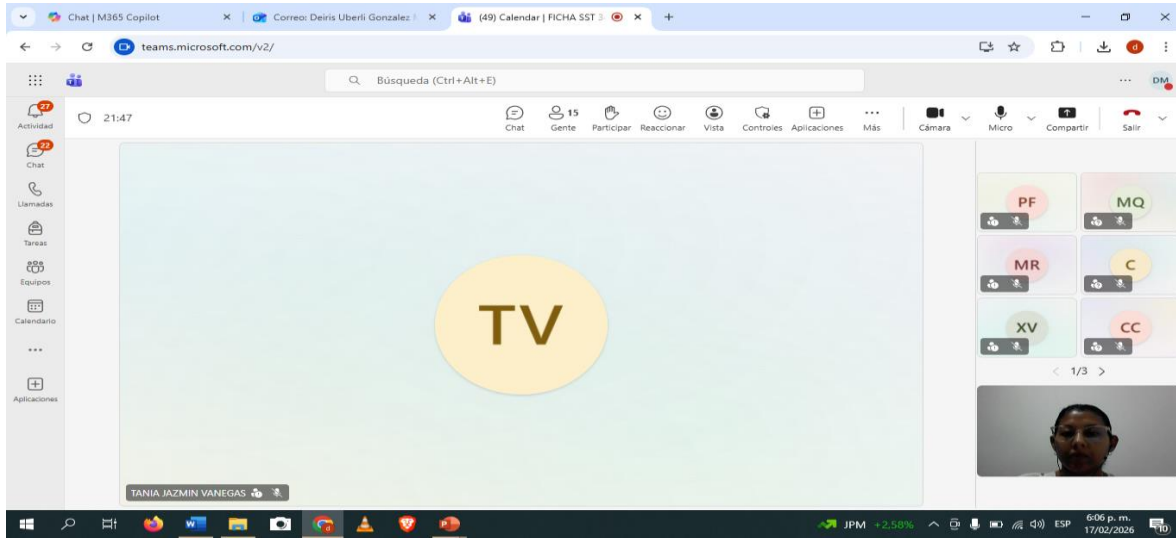 Chat | M365 Copilot
Correo: Deiris Uberli Gonzalez
(49) Calendar | FICHA SST 3
teams.microsoft.com/v2/
d
Búsqueda (Ctrl+Alt+E)
DM
27
Actividad
21:47
Chat
15
Gente
Participar
Reaccionar
Vista
Controles
Aplicaciones
Más
Cámara
Micro
Compartir
Salir
22
Chat
Llamadas
Tareas
Equipos
Calendario
Aplicaciones
TV
TANIA JAZMIN VANEGAS
PF
MQ
MR
C
XV
CC
1/3
JPM +2,58%
ESP
6:06 p. m.
17/02/2026